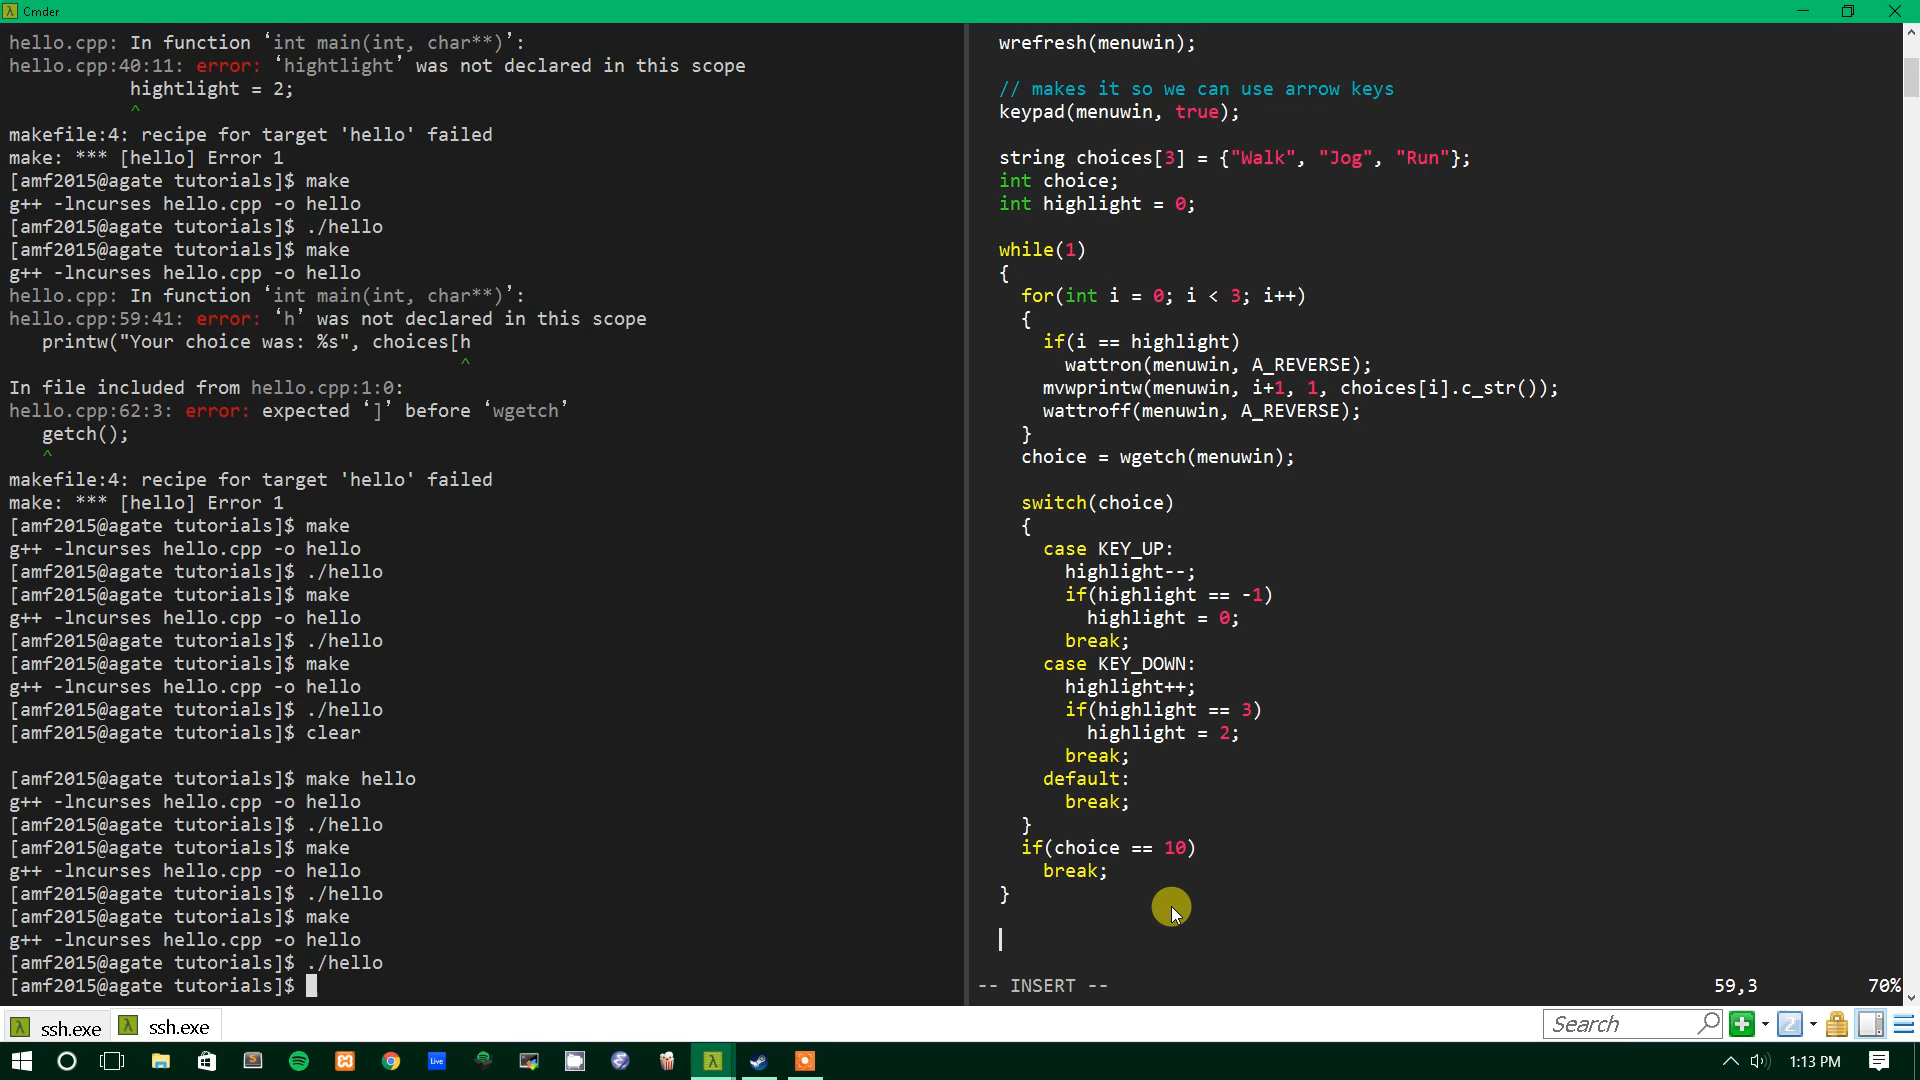 Cmder
hello.cpp: In function ‘int main(int, char**)’:
hello.cpp:40:11: error: ‘hightlight’ was not declared in this scope
hightlight = 2;
^
makefile:4: recipe for target 'hello' failed
make: *** [hello] Error 1
[amf2015@agate tutorials]$ make
g++ -lncurses hello.cpp -o hello
[amf2015@agate tutorials]$ ./hello
[amf2015@agate tutorials]$ make
g++ -lncurses hello.cpp -o hello
hello.cpp: In function ‘int main(int, char**)’:
hello.cpp:59:41: error: ‘h’ was not declared in this scope
printw("Your choice was: %s", choices[h
^
In file included from hello.cpp:1:0:
hello.cpp:62:3: error: expected ‘]’ before ‘wgetch’
getch();
^
makefile:4: recipe for target 'hello' failed
make: *** [hello] Error 1
[amf2015@agate tutorials]$ make
g++ -lncurses hello.cpp -o hello
[amf2015@agate tutorials]$ ./hello
[amf2015@agate tutorials]$ make
g++ -lncurses hello.cpp -o hello
[amf2015@agate tutorials]$ ./hello
[amf2015@agate tutorials]$ make
g++ -lncurses hello.cpp -o hello
[amf2015@agate tutorials]$ ./hello
[amf2015@agate tutorials]$ clear
[amf2015@agate tutorials]$ make hello
g++ -lncurses hello.cpp -o hello
[amf2015@agate tutorials]$ ./hello
[amf2015@agate tutorials]$ make
g++ -lncurses hello.cpp -o hello
[amf2015@agate tutorials]$ ./hello
[amf2015@agate tutorials]$ make
g++ -lncurses hello.cpp -o hello
[amf2015@agate tutorials]$ ./hello
[amf2015@agate tutorials]$
wrefresh(menuwin);
// makes it so we can use arrow keys
keypad(menuwin, true);
string choices[3] = {"Walk", "Jog", "Run"};
int choice;
int highlight = 0;
while(1)
{
for(int i = 0; i < 3; i++)
{
if(i == highlight)
wattron(menuwin, A_REVERSE);
mvwprintw(menuwin, i+1, 1, choices[i].c_str());
wattroff(menuwin, A_REVERSE);
}
choice = wgetch(menuwin);
switch(choice)
{
case KEY_UP:
highlight--;
if(highlight == -1)
highlight = 0;
break;
case KEY_DOWN:
highlight++;
if(highlight == 3)
highlight = 2;
break;
default:
break;
}
if(choice == 10)
break;
}
-- INSERT -- 59,3 70%
ssh.exe ssh.exe Search
Live 1:13 PM